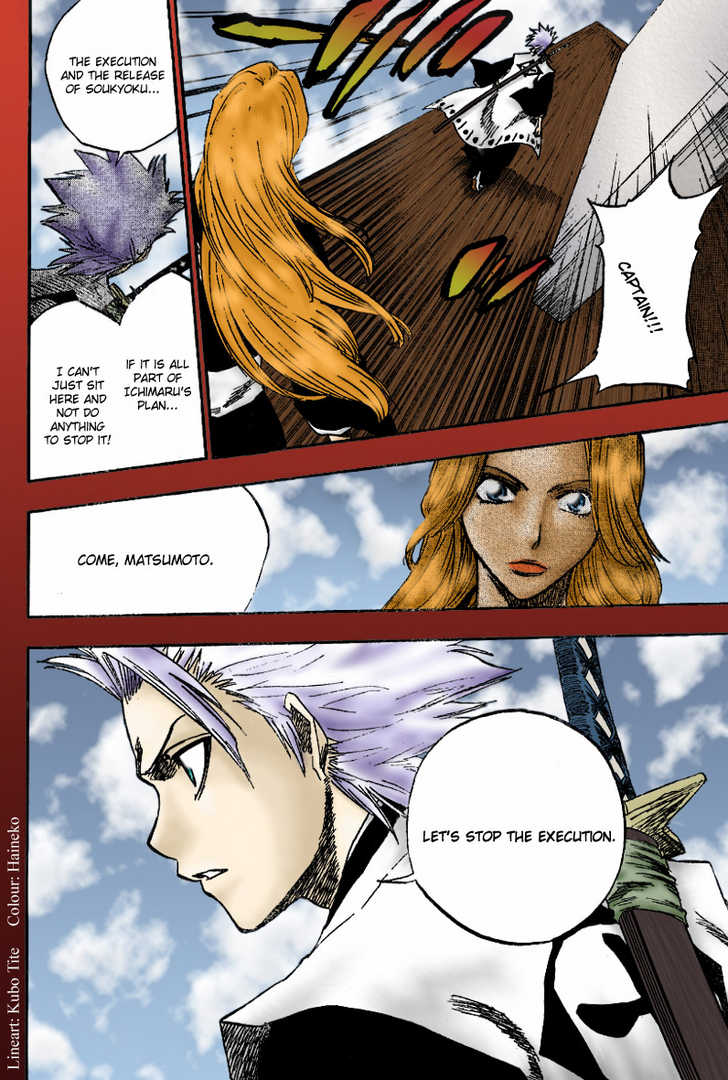 THE EXECUTION
AND THE RELEASE
OF SOUKYOKU...
IF IT IS ALL
PART OF
ICHIMARU'S
PLAN...
I CAN'T
JUST SIT
HERE AND
NOT DO
ANYTHING
TO STOP IT!
CAPTAIN!!!
COME, MATSUMOTO.
LET'S STOP THE EXECUTION.
Lineart: Kubo Tite Colour: Haineko